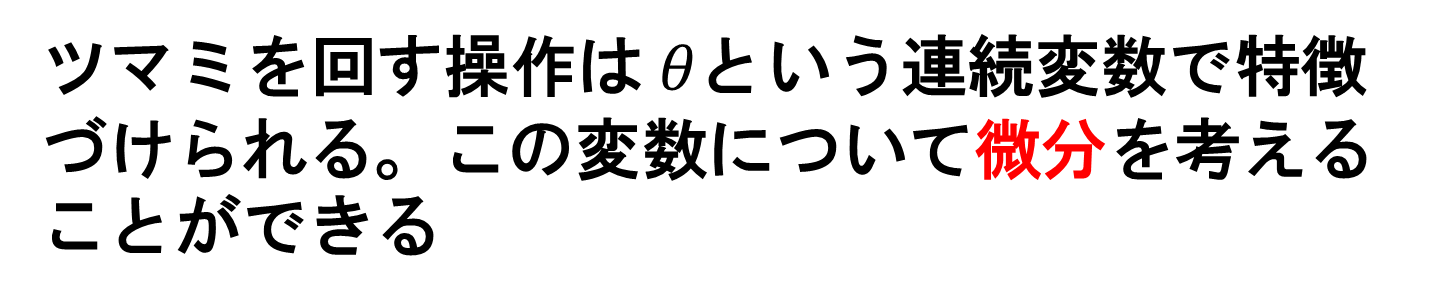 ツマミを回す操作はθという連続変数で特徴
づけられる。この変数について微分を考える
ことができる